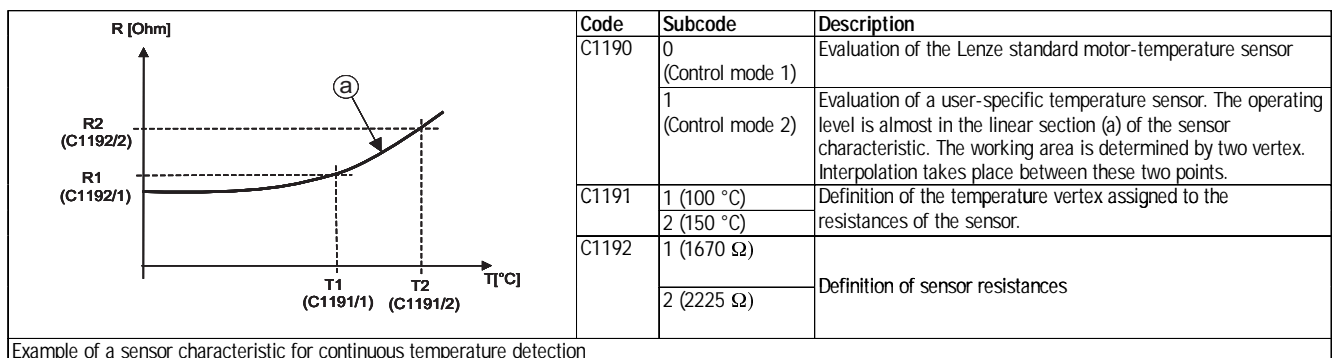 R [Ohm]
a
R2
(C1192/2)
R1
(C1192/1)
T1
(C1191/1)
T2
(C1191/2)
T[°C]
Code Subcode Description
C1190 0 Evaluation of the Lenze standard motor-temperature sensor
(Control mode 1)
1 Evaluation of a user-specific temperature sensor. The operating
(Control mode 2) level is almost in the linear section (a) of the sensor
characteristic. The working area is determined by two vertex.
Interpolation takes place between these two points.
C1191 1 (100 °C) Definition of the temperature vertex assigned to the
2 (150 °C) resistances of the sensor.
C1192 1 (1670 Ω)
Definition of sensor resistances
2 (2225 Ω)
Example of a sensor characteristic for continuous temperature detection